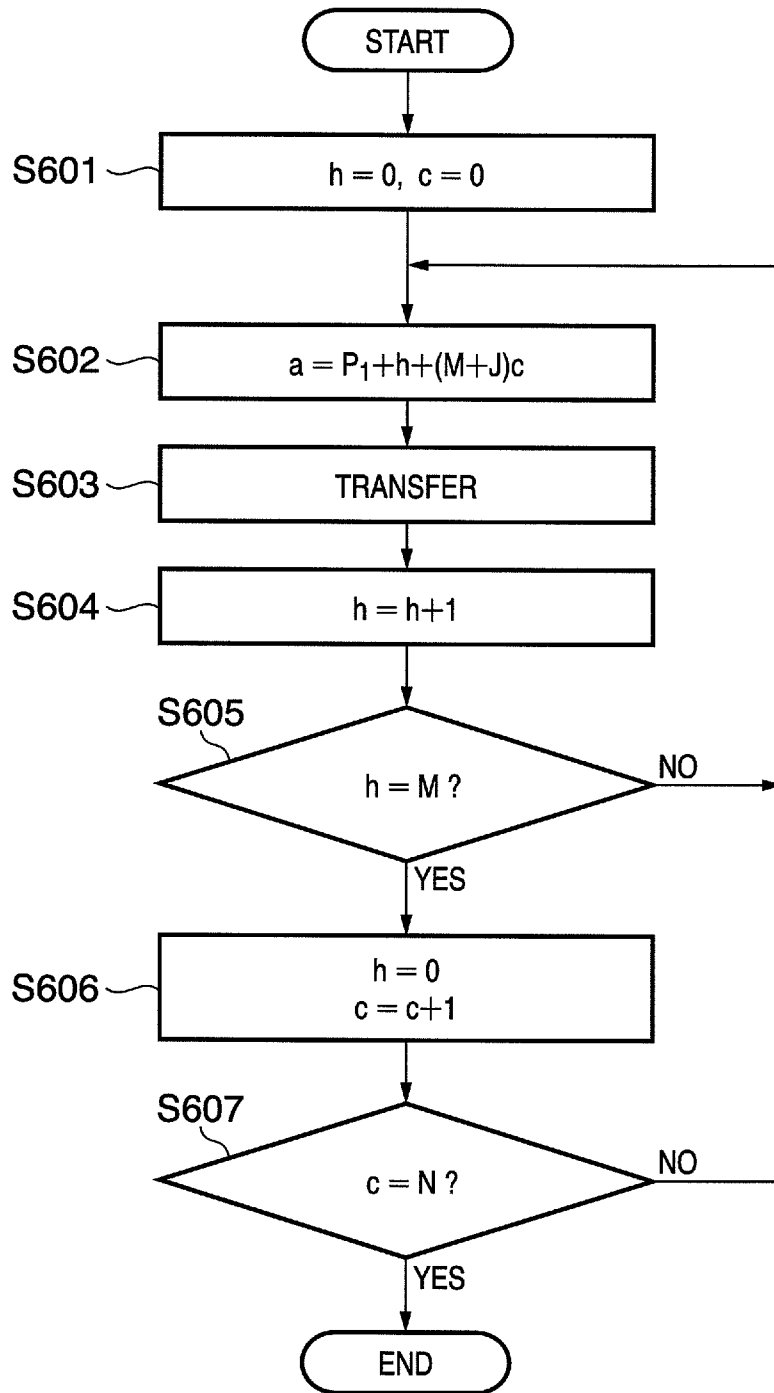 START
S601
h = 0, c = 0
S602
a = P₁+h+(M+J)c
S603
TRANSFER
S604
h = h+1
S605
h = M ?
NO
YES
S606
h = 0
c = c+1
S607
c = N ?
NO
YES
END